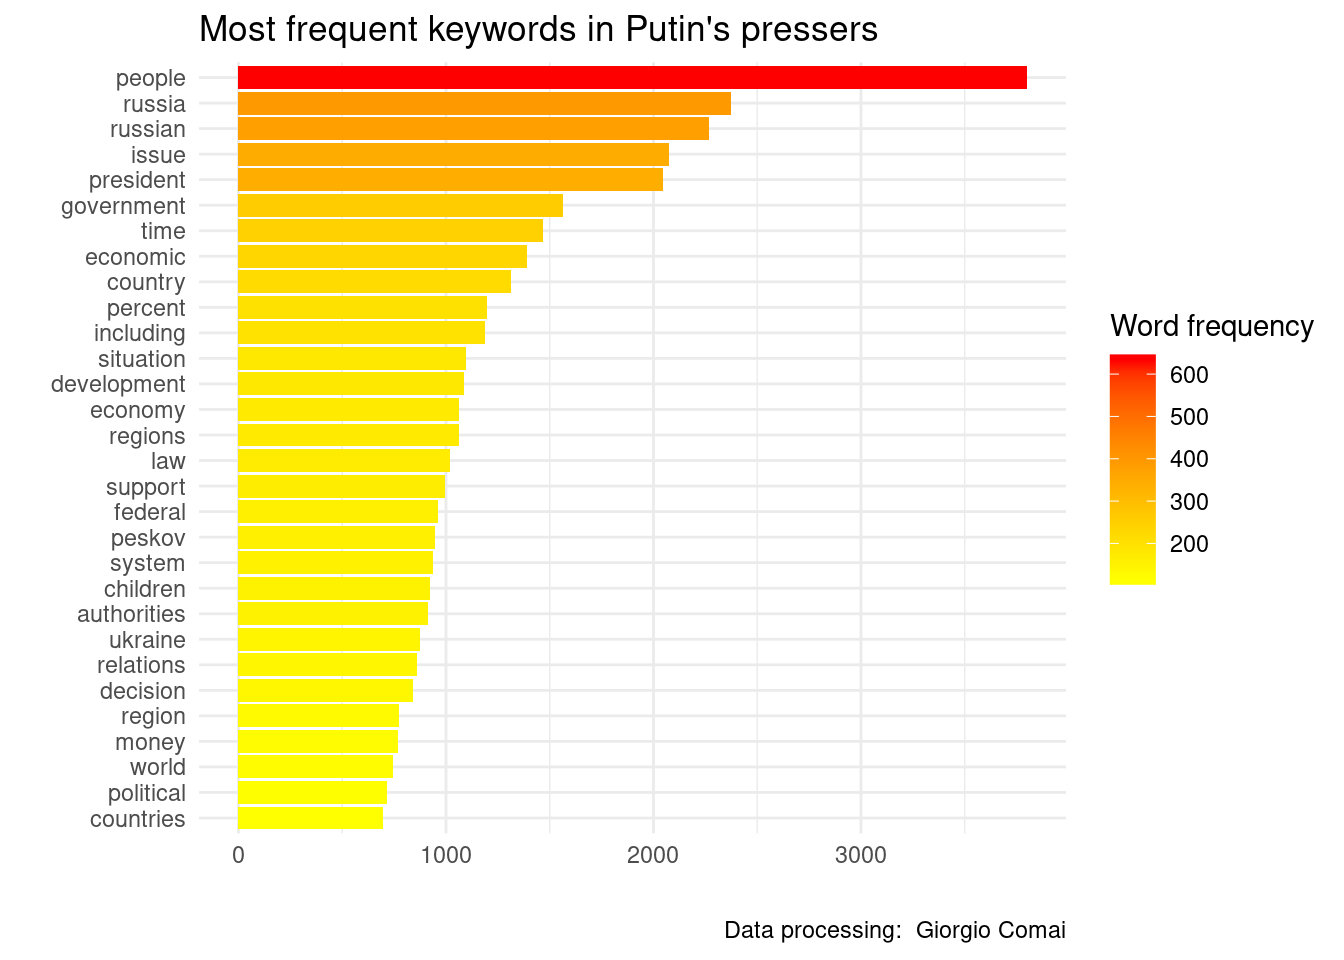 Most frequent keywords in Putin's pressers
people
russia
russian
issue
president
government
time
economic
country
percent
including
situation
development
economy
regions
law
support
federal
peskov
system
children
authorities
ukraine
relations
decision
region
money
world
political
countries
0 1000 2000 3000
Word frequency
600
500
400
300
200
Data processing:  Giorgio Comai